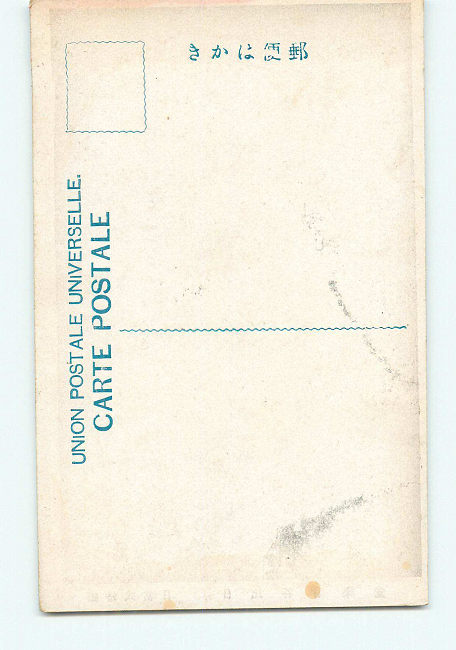 郵便はかき
UNION POSTALE UNIVERSELLE.
CARTE POSTALE